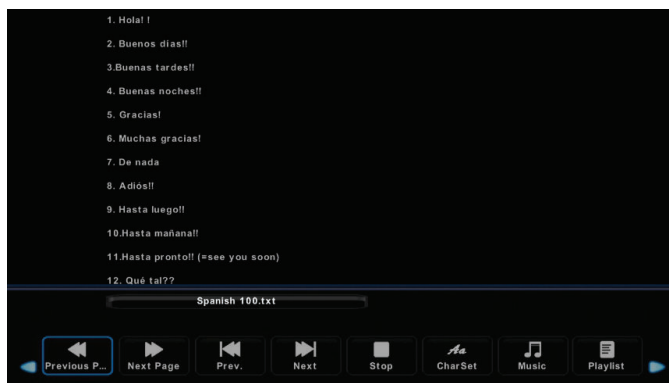 1. Hola! !
2. Buenos días!!
3.Buenas tardes!!
4. Buenas noches!!
5. Gracias!
6. Muchas gracias!
7. De nada
8. Adiós!!
9. Hasta luego!!
10.Hasta mañana!!
11.Hasta pronto!! (=see you soon)
12. Qué tal??
Spanish 100.txt
Previous P... Next Page Prev. Next Stop Aa CharSet Music Playlist